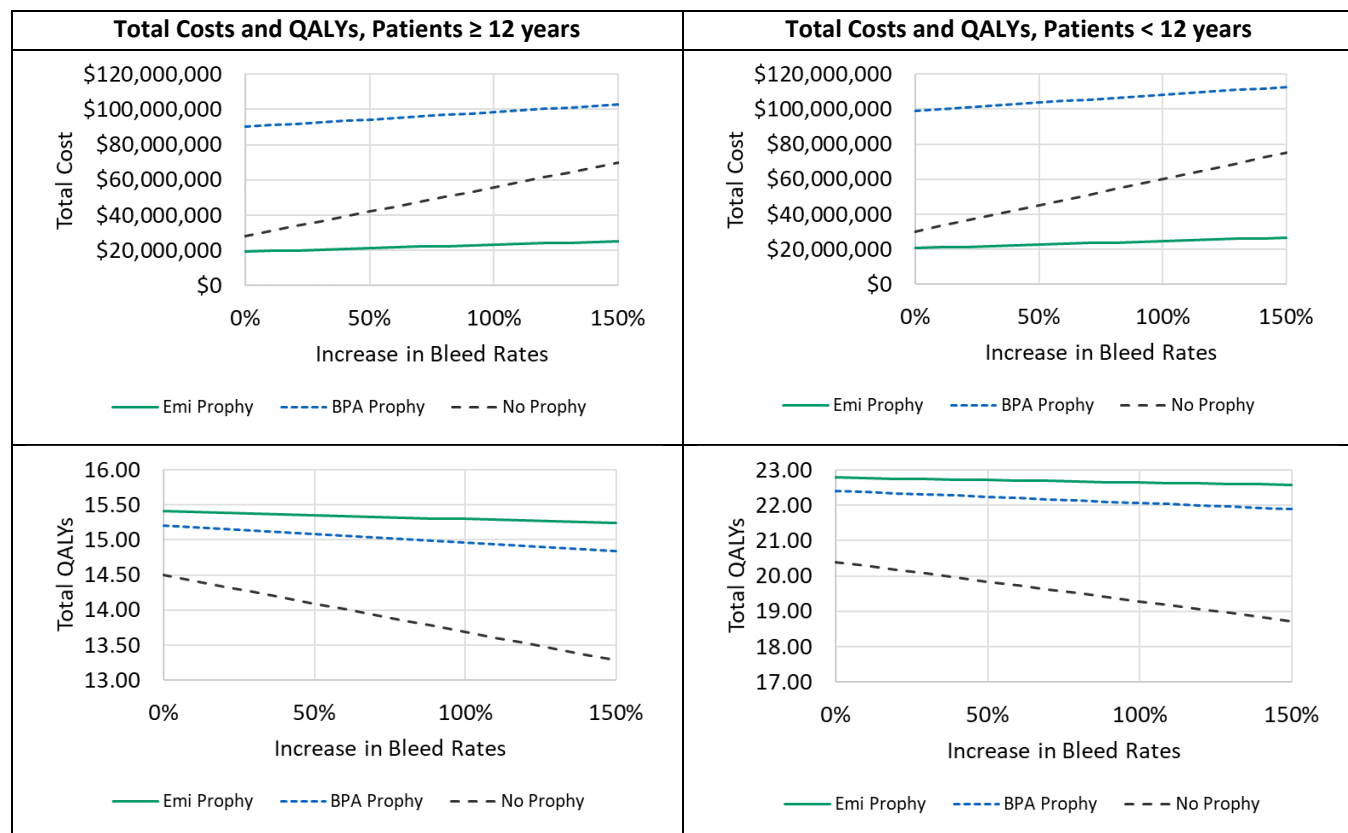 Total Costs and QALYs, Patients ≥ 12 years
Total Costs and QALYs, Patients < 12 years
$120,000,000
$100,000,000
$80,000,000
$60,000,000
$40,000,000
$20,000,000
$0
Total Cost
0% 50% 100% 150%
Increase in Bleed Rates
Emi Prophy BPA Prophy No Prophy
$120,000,000
$100,000,000
$80,000,000
$60,000,000
$40,000,000
$20,000,000
$0
Total Cost
0% 50% 100% 150%
Increase in Bleed Rates
Emi Prophy BPA Prophy No Prophy
16.00
15.50
15.00
14.50
14.00
13.50
13.00
Total QALYs
0% 50% 100% 150%
Increase in Bleed Rates
Emi Prophy BPA Prophy No Prophy
23.00
22.00
21.00
20.00
19.00
18.00
17.00
Total QALYs
0% 50% 100% 150%
Increase in Bleed Rates
Emi Prophy BPA Prophy No Prophy